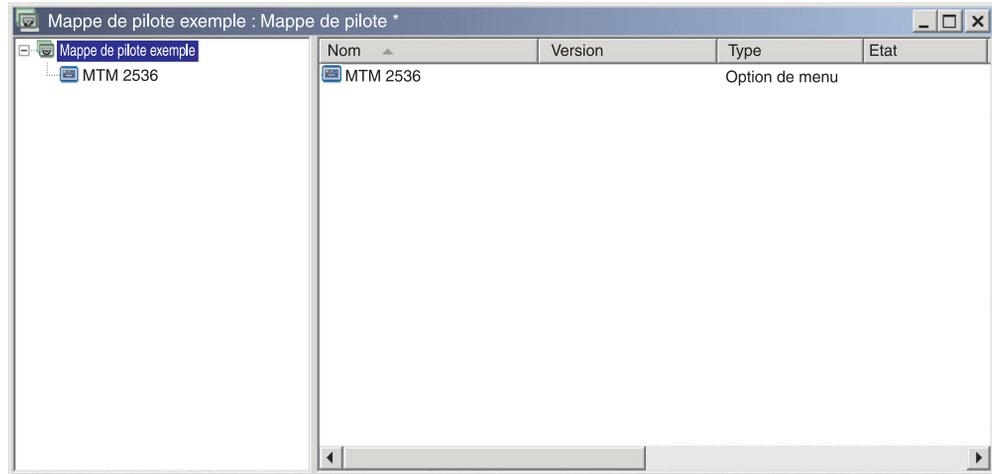 Mappe de pilote exemple : Mappe de pilote *
Mappe de pilote exemple
MTM 2536
Nom Version Type Etat
MTM 2536 Option de menu